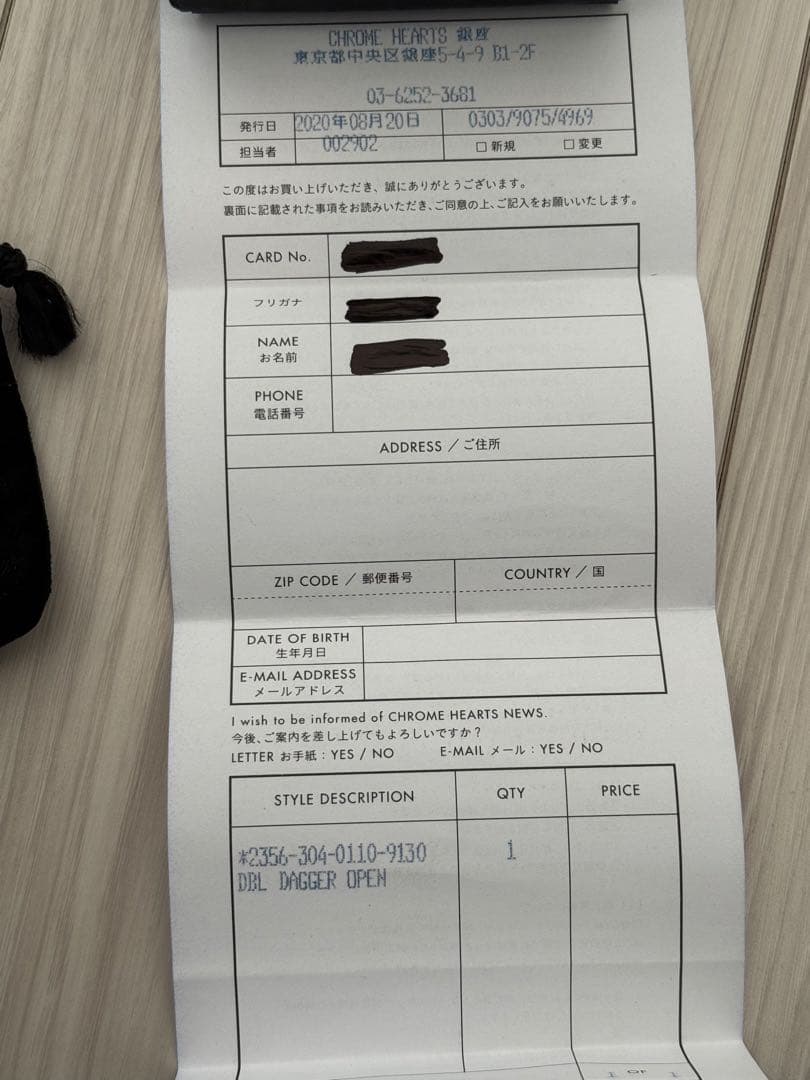 CHROME HEARTS 銀座
東京都中央区銀座5-4-9 B1-2F
03-6252-3681
発行日 2020年08月20日 0303/9075/4969
担当者 002902 □ 新規 □ 変更
この度はお買い上げいただき、誠にありがとうございます。
裏面に記載された事項をお読みいただき、ご同意の上、ご記入をお願いいたします。
CARD No.
フリガナ
NAME
お名前
PHONE
電話番号
ADDRESS / ご住所
ZIP CODE / 郵便番号 COUNTRY / 国
DATE OF BIRTH
生年月日
E-MAIL ADDRESS
メールアドレス
I wish to be informed of CHROME HEARTS NEWS.
今後、ご案内を差し上げてもよろしいですか？
LETTER お手紙 : YES / NO E-MAIL メール : YES / NO
STYLE DESCRIPTION QTY PRICE
*2356-304-0110-9130 1
DBL DAGGER OPEN
1 OF 1